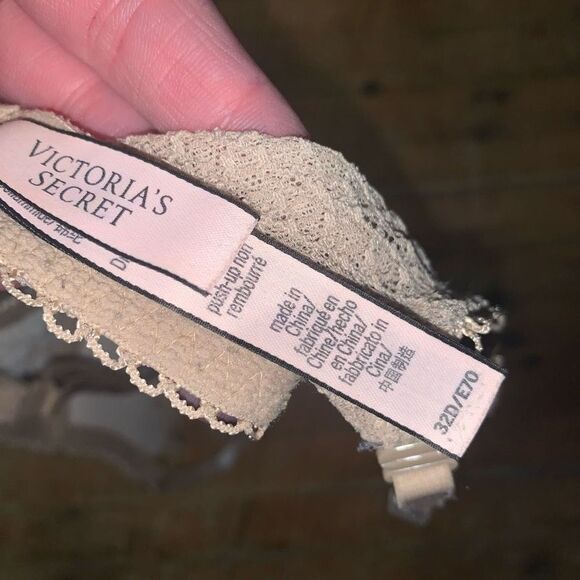 VICTORIA'S
SECRET
push-up non
rembourré
made in
China/
fabriqué en
Chine/hecho
en China/
fabbricato in
Cina/
中国制造
32D/E70